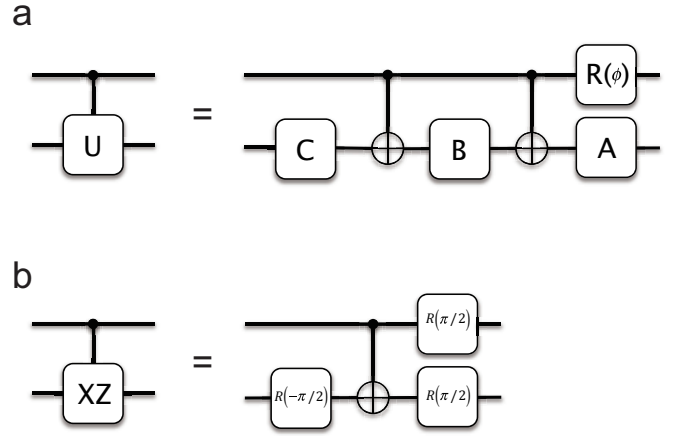 a
U = C B R(ϕ) A
b
XZ = R(−π/2) R(π/2) R(π/2)